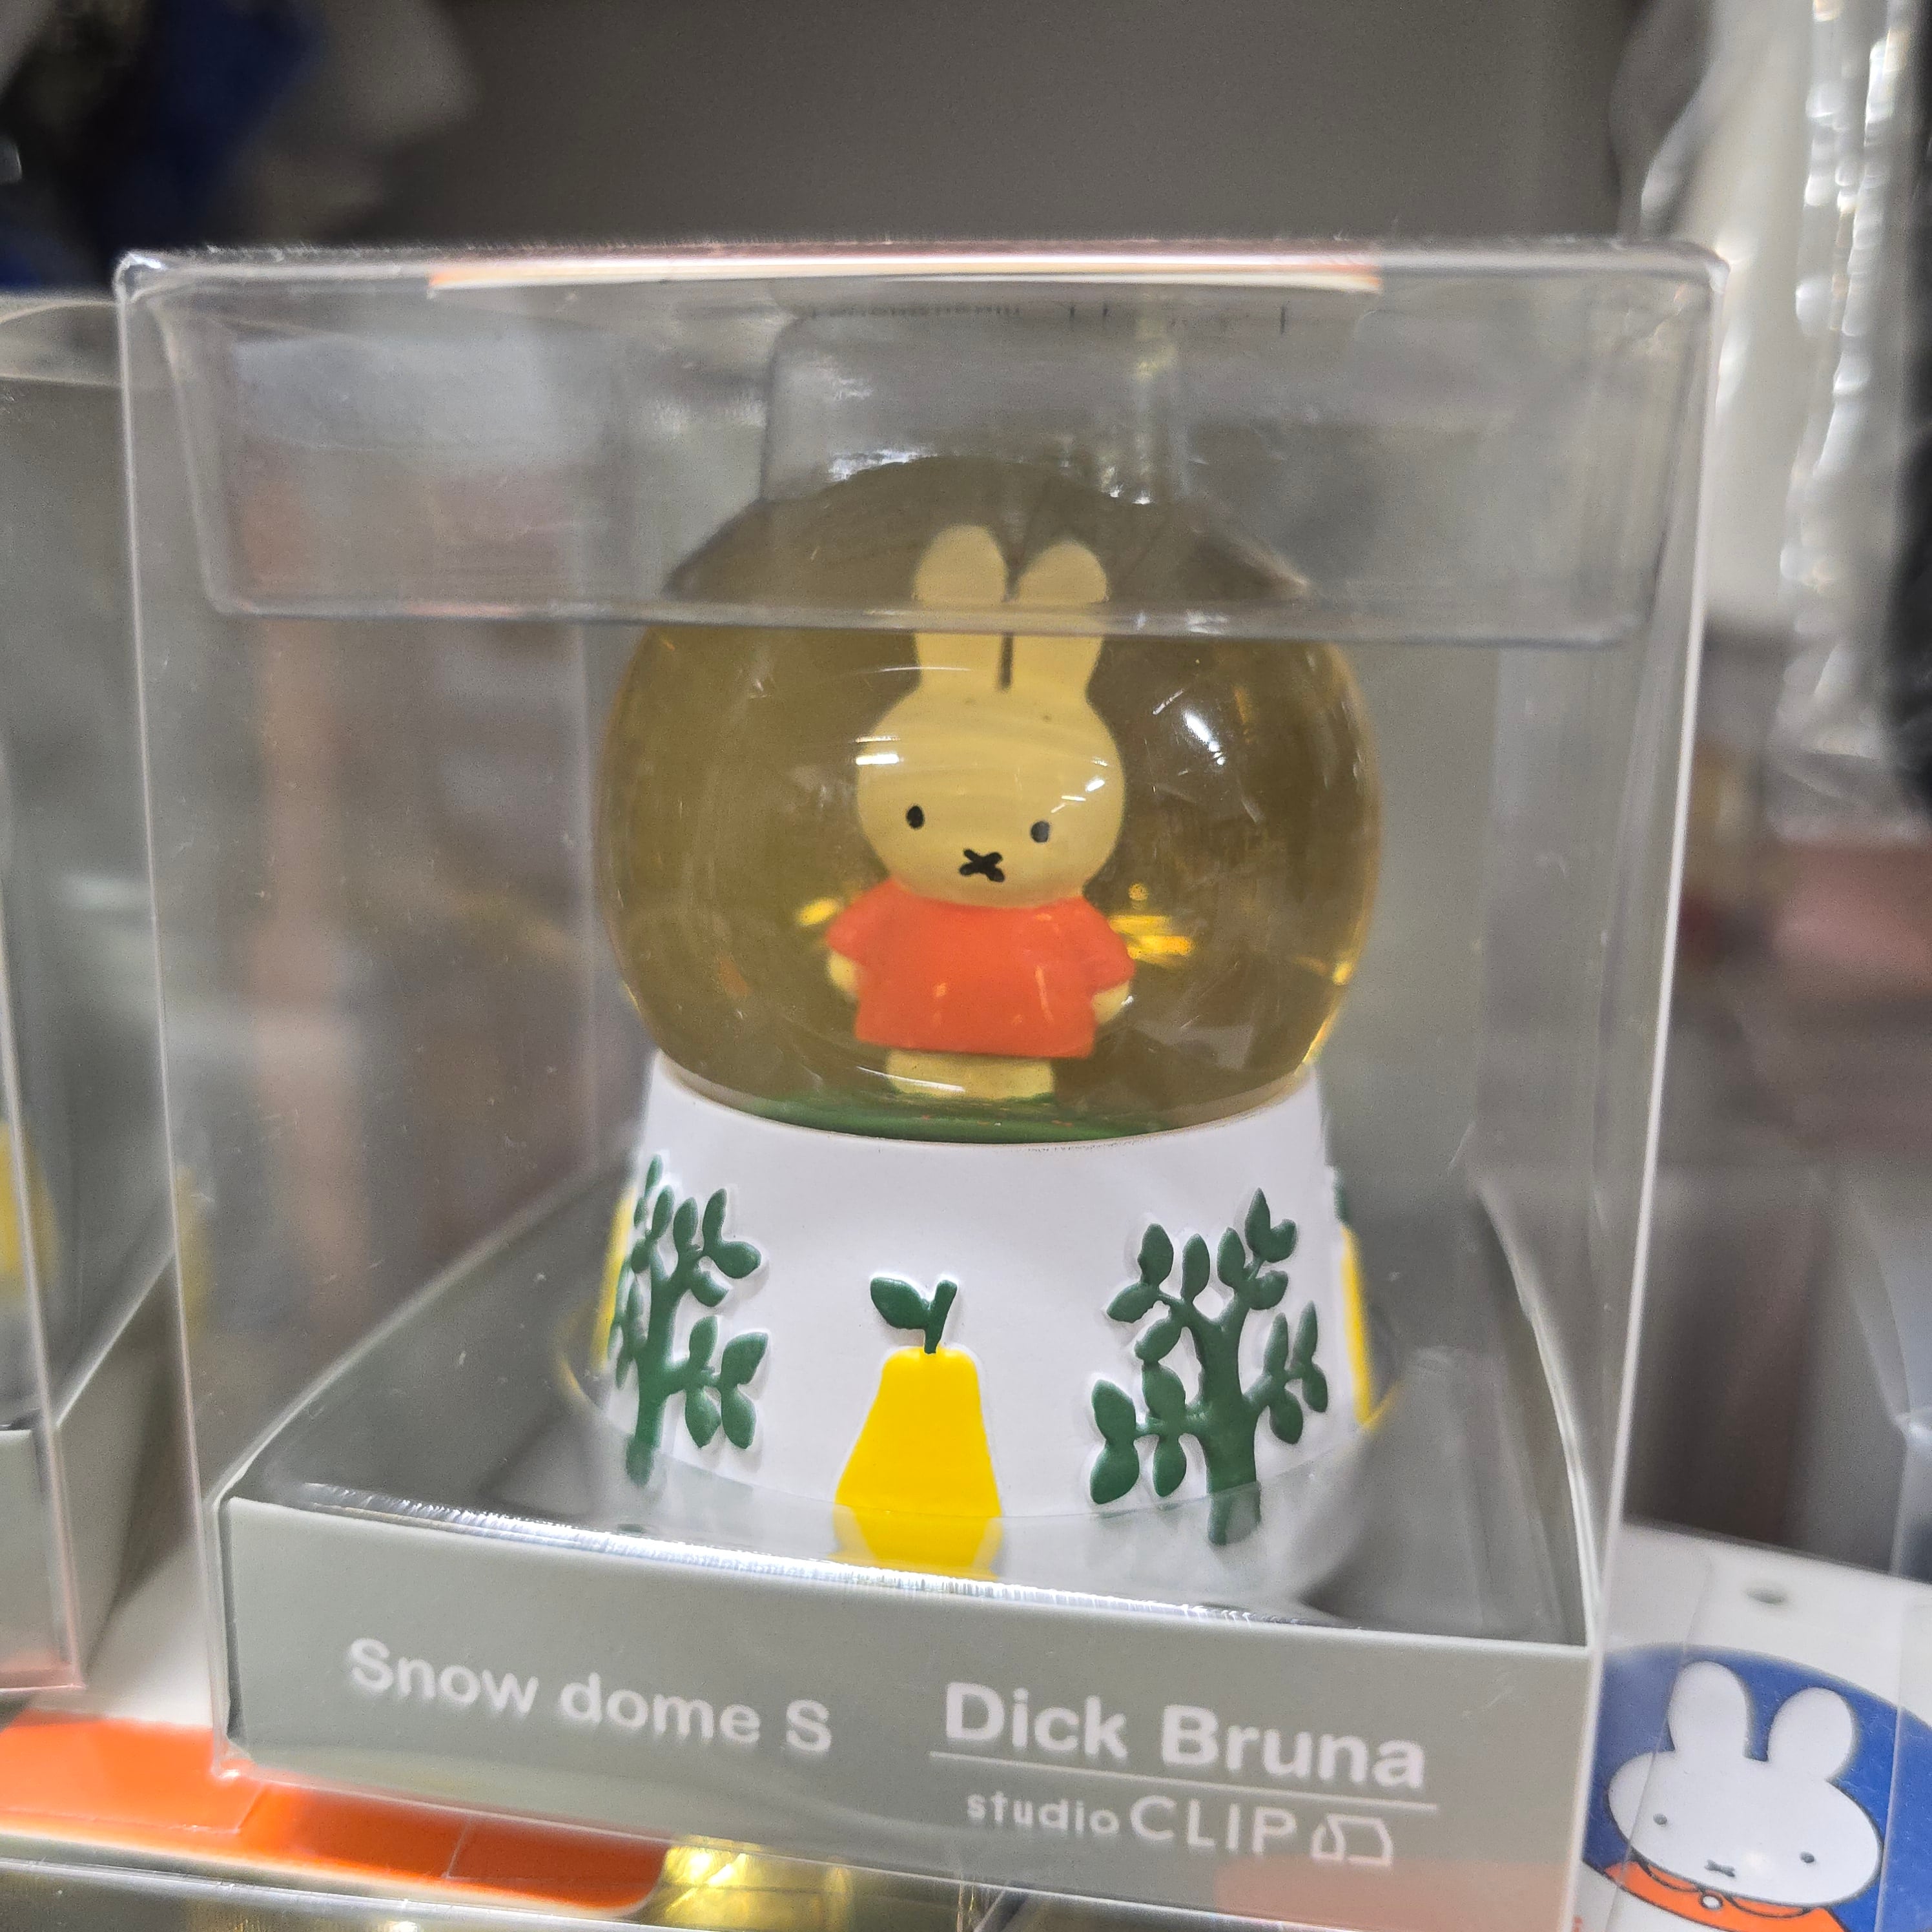 Snow dome S
Dick Bruna
studio CLIP